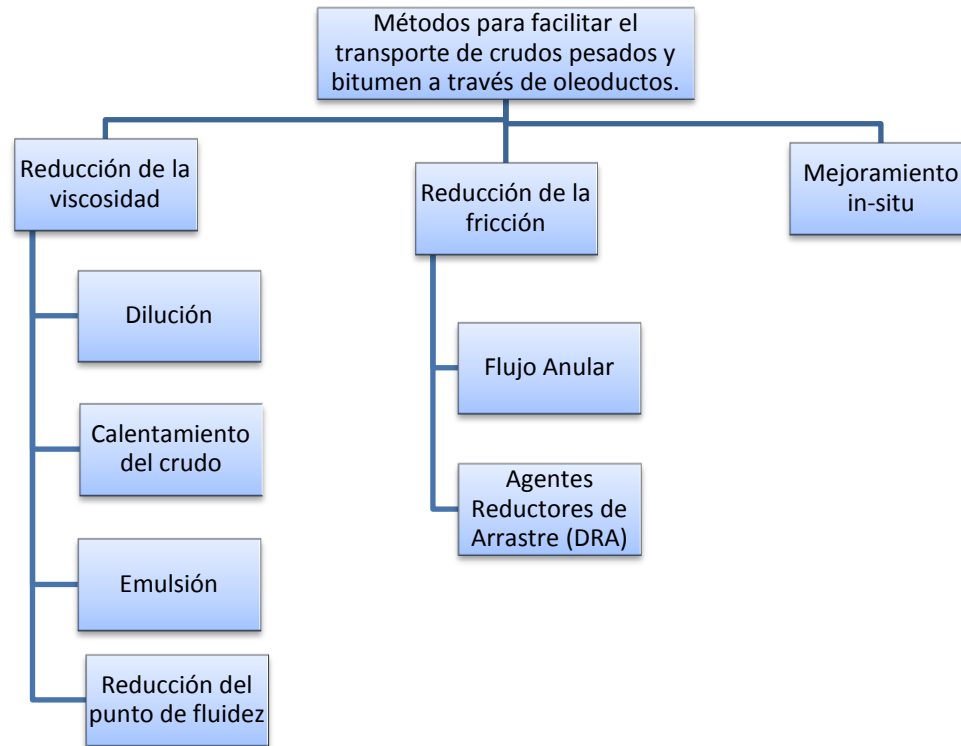 Métodos para facilitar el
transporte de crudos pesados y
bitumen a través de oleoductos.
Reducción de la
viscosidad
Dilución
Calentamiento
del crudo
Emulsión
Reducción del
punto de fluidez
Reducción de la
fricción
Flujo Anular
Agentes
Reductores de
Arrastre (DRA)
Mejoramiento
in-situ